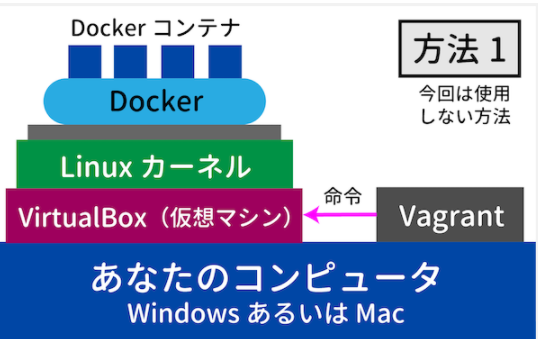 Docker コンテナ
方法 1
今回は使用
しない方法
Docker
Linux カーネル
VirtualBox（仮想マシン）
命令
Vagrant
あなたのコンピュータ
Windows あるいは Mac